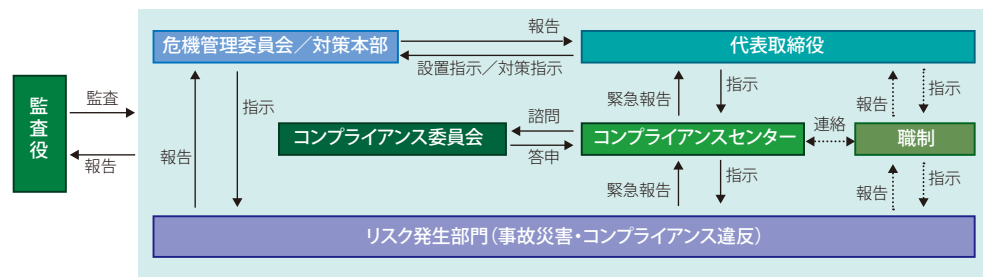 報告
危機管理委員会／対策本部
代表取締役
設置指示／対策指示
監査役
監査
報告
指示
緊急報告
指示
報告
指示
諮問
コンプライアンス委員会
コンプライアンスセンター
連絡
職制
答申
報告
緊急報告
指示
報告
指示
リスク発生部門（事故災害・コンプライアンス違反）